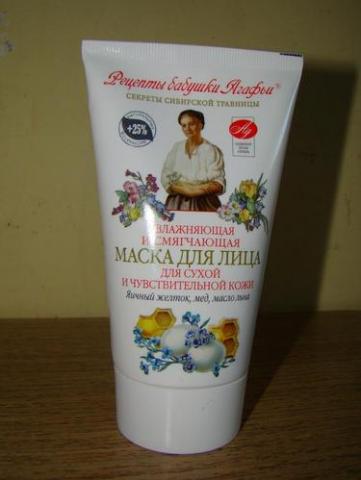 Рецепты бабушки Агафьи®
СЕКРЕТЫ СИБИРСКОЙ ТРАВНИЦЫ
+25%
УВЛАЖНЯЮЩАЯ
И СМЯГЧАЮЩАЯ
МАСКА ДЛЯ ЛИЦА
ДЛЯ СУХОЙ
И ЧУВСТВИТЕЛЬНОЙ КОЖИ
Яичный желток, мед, масло льна